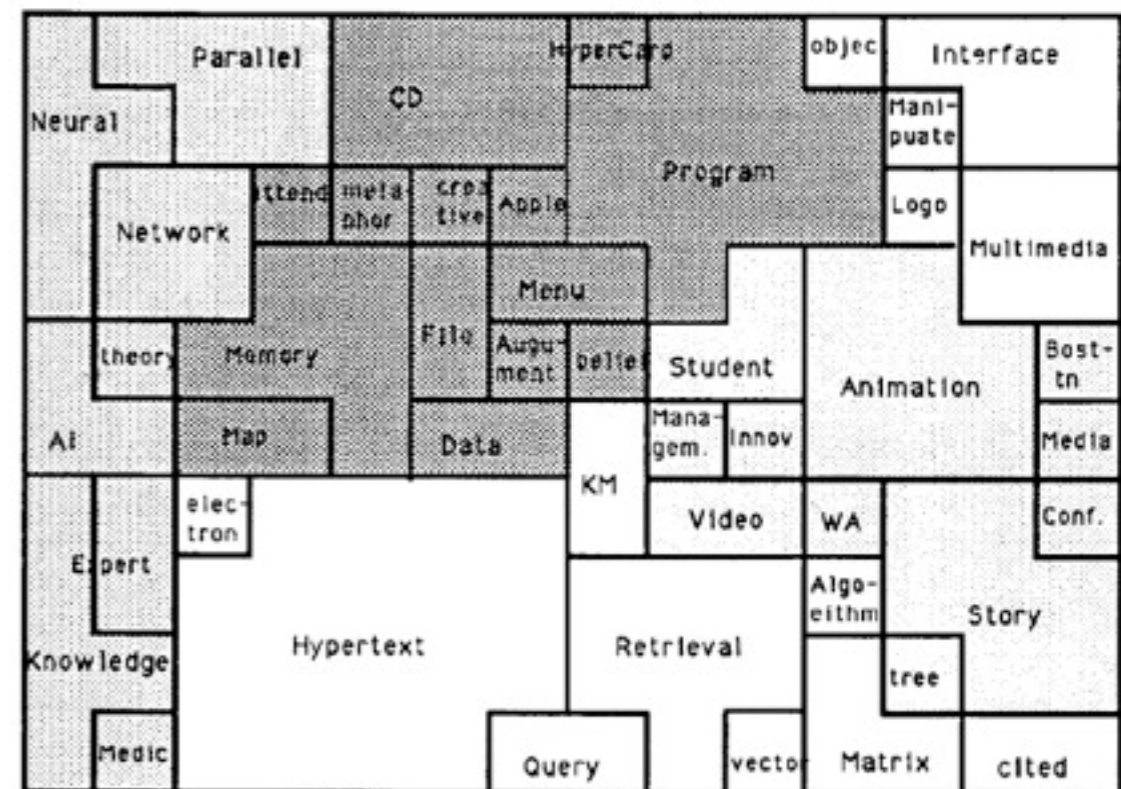 HyperCard
objec
Interface
Parallel
CD
Mani-
puate
Neural
Program
attend
meta-
phor
crea
tive
Apple
Logo
Network
Multimedia
Menu
File
theory
Memory
Augu-
ment
belief
Student
Animation
Bost-
tn
AI
Map
Data
Mana-
gem.
Innov
Media
KM
elec-
tron
Video
WA
Conf.
Expert
Algo-
eithm
Story
Hypertext
Retrieval
Knowledge
tree
Medic
Query
vector
Matrix
cited